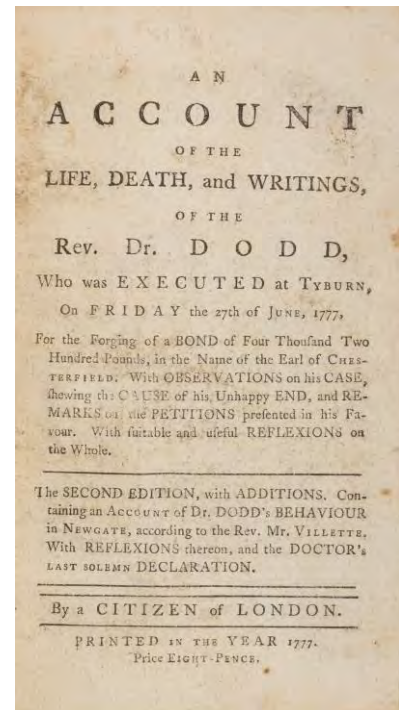 AN
ACCOUNT
OF THE
LIFE, DEATH, and WRITINGS,
OF THE
Rev. Dr. DODD,
Who was EXECUTED at TYBURN,
On FRIDAY the 27th of JUNE, 1777,
For the Forging of a BOND of Four Thouſand Two
Hundred Pounds, in the Name of the Earl of CHES-
TERFIELD. With OBSERVATIONS on his CASE,
ſhewing the CAUSE of his Unhappy END, and RE-
MARKS on the PETITIONS preſented in his Fa-
vour. With ſuitable and uſeful REFLEXIONS on
the Whole.
The SECOND EDITION, with ADDITIONS. Con-
taining an ACCOUNT of Dr. DODD's BEHAVIOUR
in NEWGATE, according to the Rev. Mr. VILLETTE.
With REFLEXIONS thereon, and the DOCTOR's
LAST SOLEMN DECLARATION.
By a CITIZEN of LONDON.
PRINTED IN THE YEAR 1777.
Price EIGHT-PENCE.